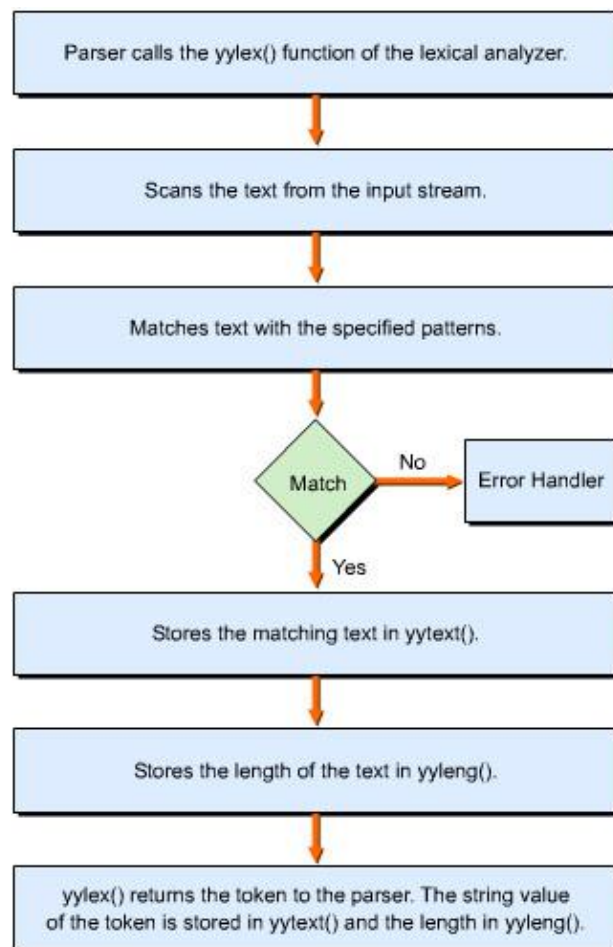 Parser calls the yylex() function of the lexical analyzer.
Scans the text from the input stream.
Matches text with the specified patterns.
Match
No
Error Handler
Yes
Stores the matching text in yytext().
Stores the length of the text in yyleng().
yylex() returns the token to the parser. The string value
of the token is stored in yytext() and the length in yyleng().